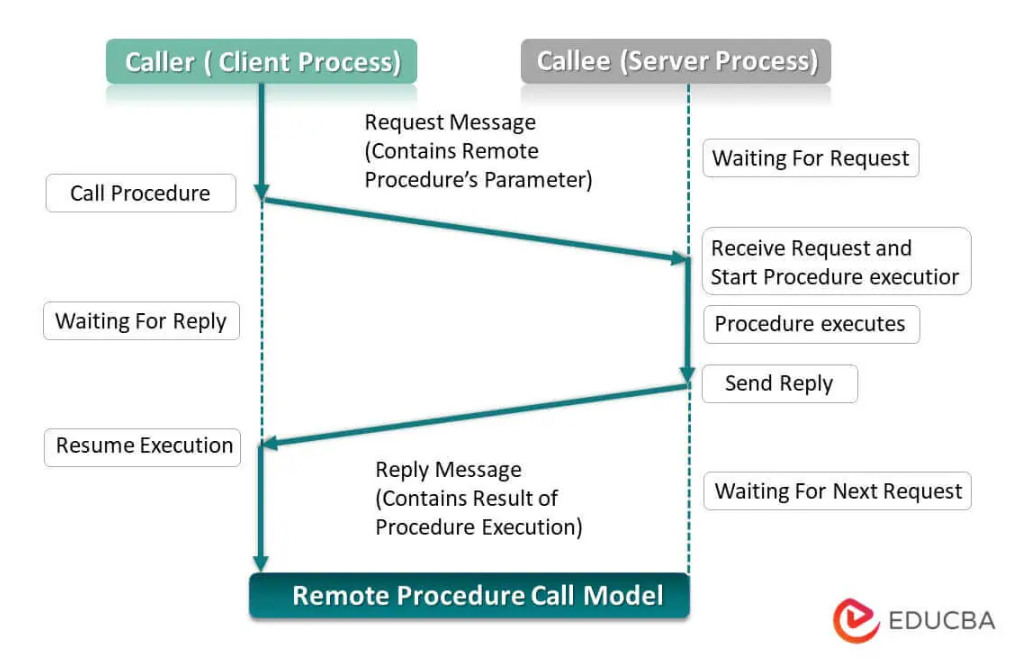 Caller ( Client Process)
Callee (Server Process)
Request Message
(Contains Remote
Procedure's Parameter)
Waiting For Request
Call Procedure
Receive Request and
Start Procedure executior
Waiting For Reply
Procedure executes
Send Reply
Resume Execution
Reply Message
(Contains Result of
Procedure Execution)
Waiting For Next Request
Remote Procedure Call Model
EDUCBA